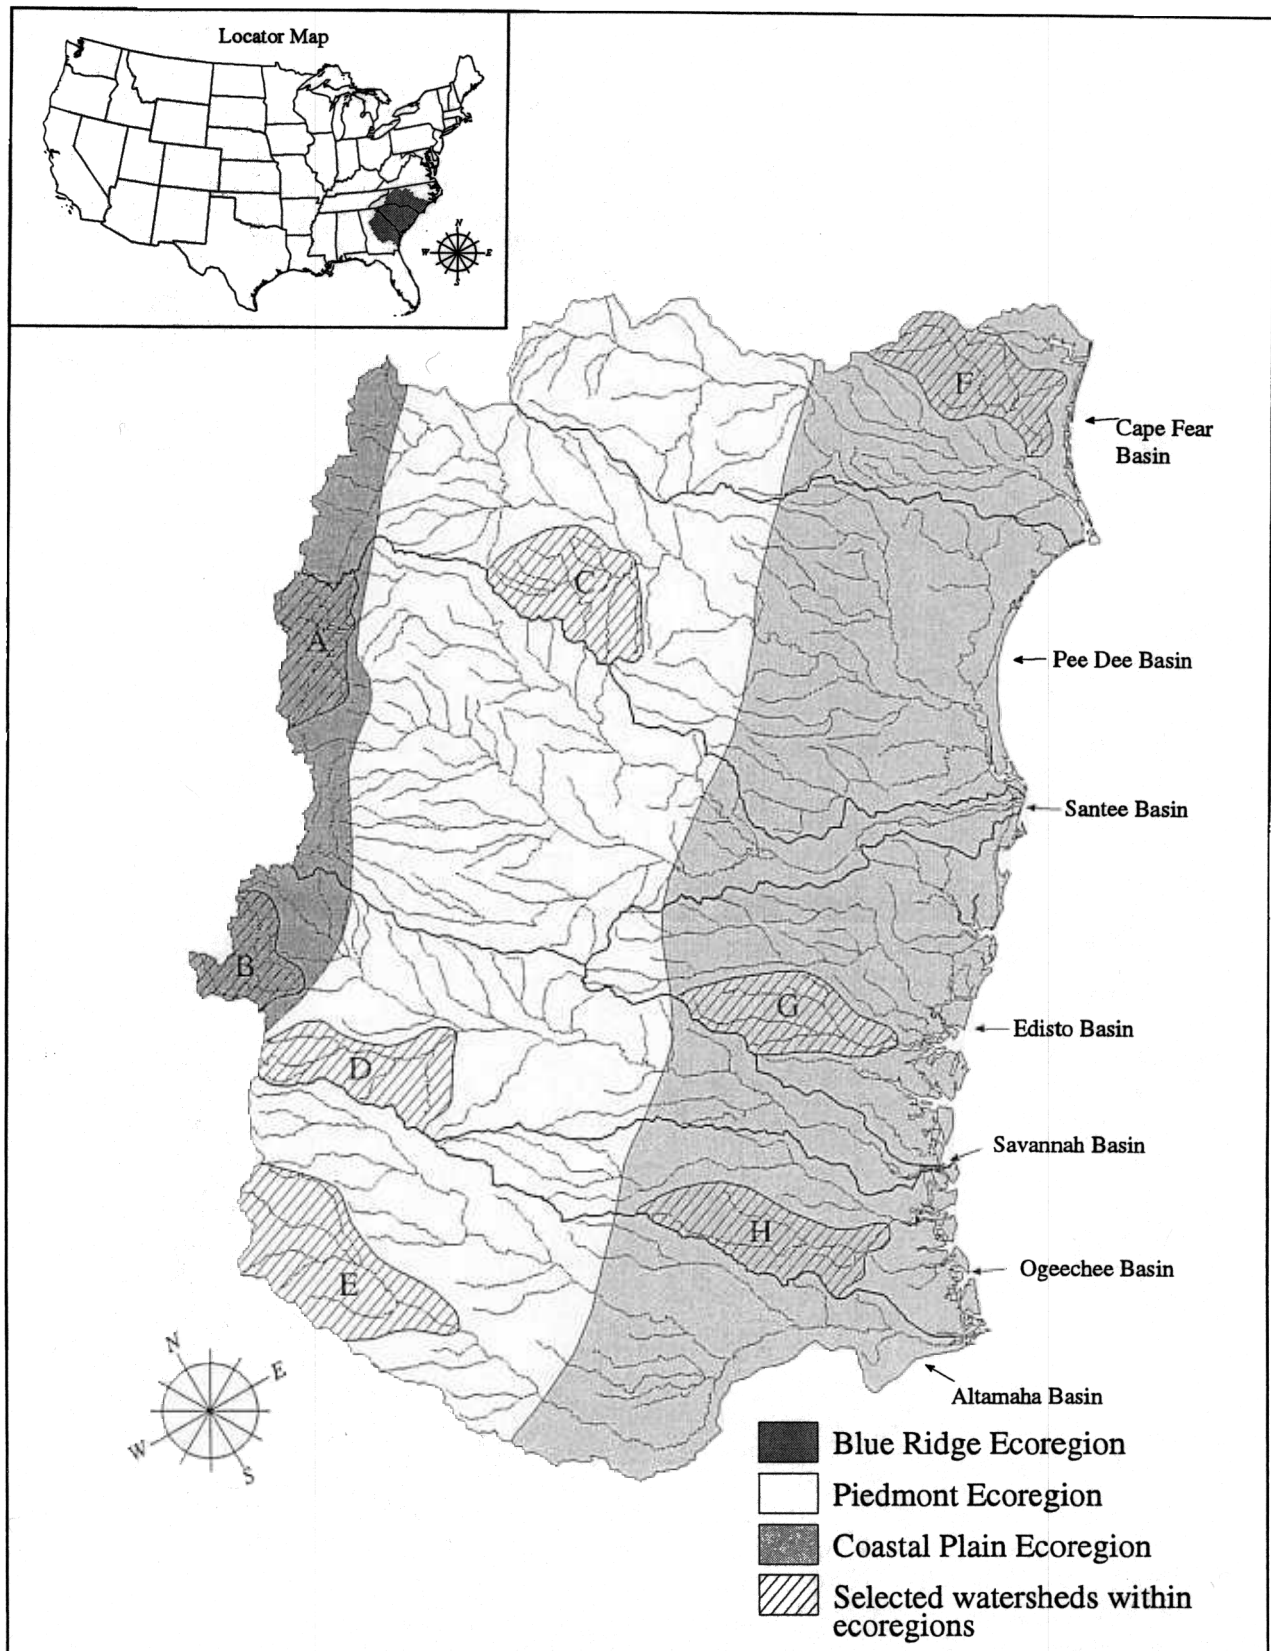 Locator Map
N
W
E
S
F
Cape Fear
Basin
C
A
Pee Dee Basin
Santee Basin
B
G
Edisto Basin
D
Savannah Basin
H
Ogeechee Basin
E
N
E
W
S
Altamaha Basin
Blue Ridge Ecoregion
Piedmont Ecoregion
Coastal Plain Ecoregion
Selected watersheds within
ecoregions